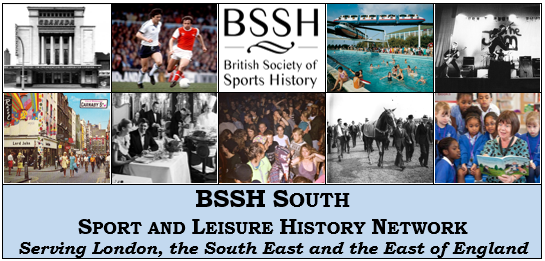 GRANADA
BSSH
British Society of
Sports History
CARNABY ST
Lord John
BSSH SOUTH
SPORT AND LEISURE HISTORY NETWORK
Serving London, the South East and the East of England